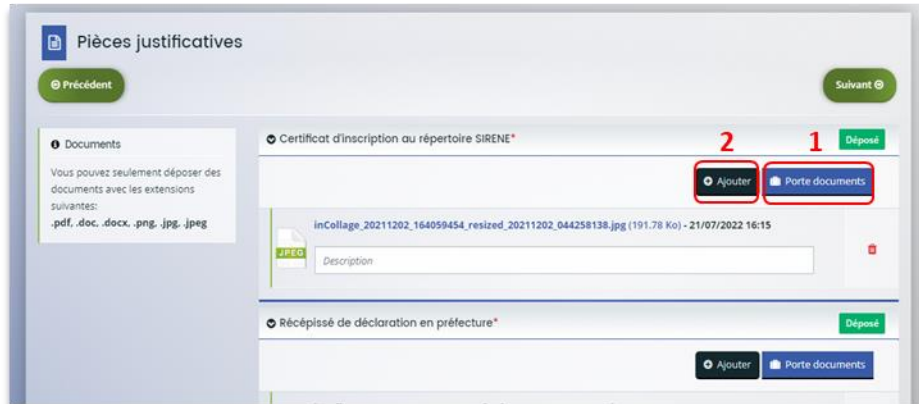 Pièces justificatives
Précédent
Suivant
Documents
Vous pouvez seulement déposer des
documents avec les extensions
suivantes:
.pdf, .doc, .docx, .png, .jpg, .jpeg
Certificat d'inscription au répertoire SIRENE*
Déposé
2
1
Ajouter
Porte documents
JPEG
inCollage_20211202_164059454_resized_20211202_044258138.jpg (191.78 Ko) - 21/07/2022 16:15
Description
Récépissé de déclaration en préfecture*
Déposé
Ajouter
Porte documents